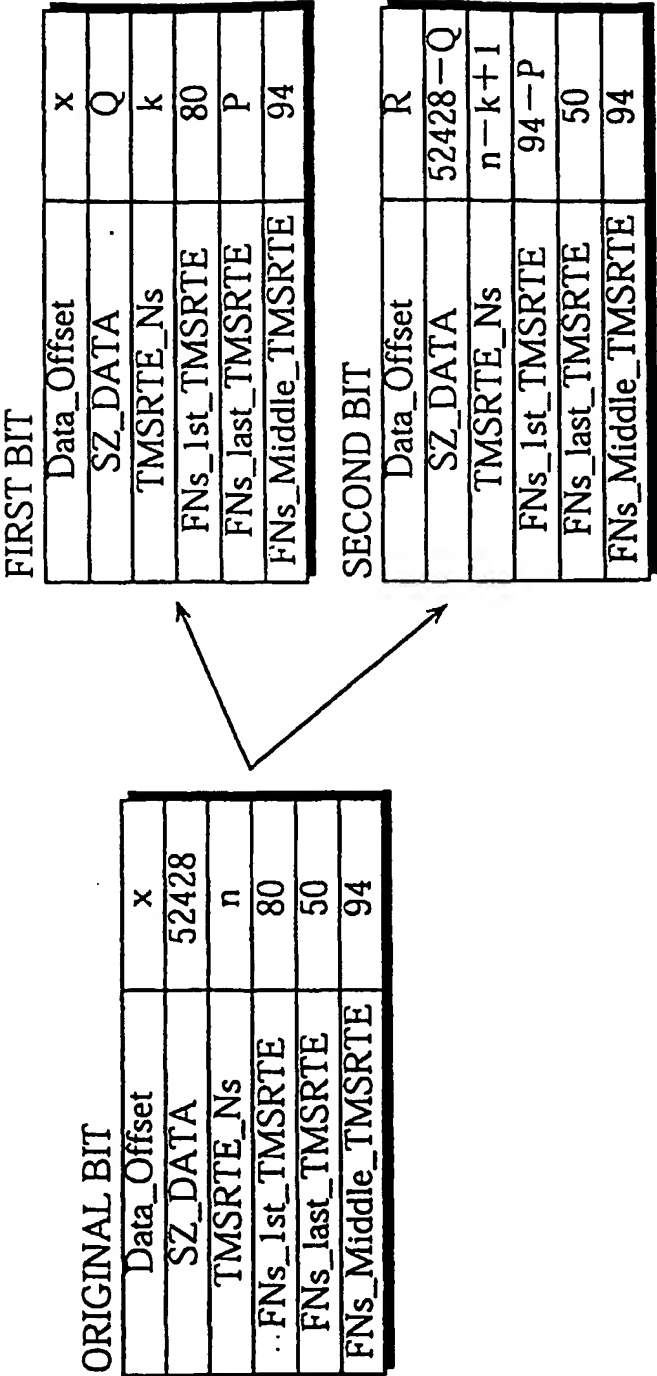 ORIGINAL BIT
Data_Offset x
SZ_DATA 52428
TMSRTE_Ns n
FNs_1st_TMSRTE 80
FNs_last_TMSRTE 50
FNs_Middle_TMSRTE 94
FIRST BIT
Data_Offset x
SZ_DATA Q
TMSRTE_Ns k
FNs_1st_TMSRTE 80
FNs_last_TMSRTE P
FNs_Middle_TMSRTE 94
SECOND BIT
Data_Offset R
SZ_DATA 52428-Q
TMSRTE_Ns n-k+1
FNs_1st_TMSRTE 94-P
FNs_last_TMSRTE 50
FNs_Middle_TMSRTE 94